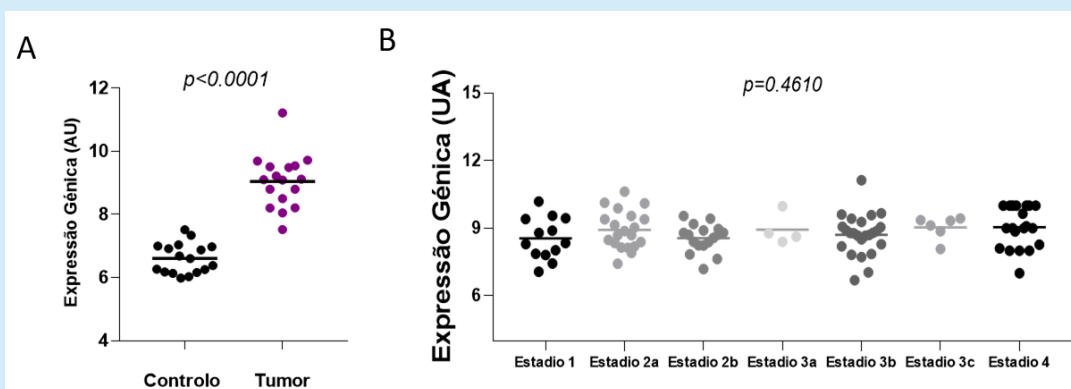 A
p<0.0001
Expressão Génica (AU)
12
10
8
6
4
Controlo Tumor
B
p=0.4610
Expressão Génica (UA)
15
12
9
6
Estadio 1 Estadio 2a Estadio 2b Estadio 3a Estadio 3b Estadio 3c Estadio 4